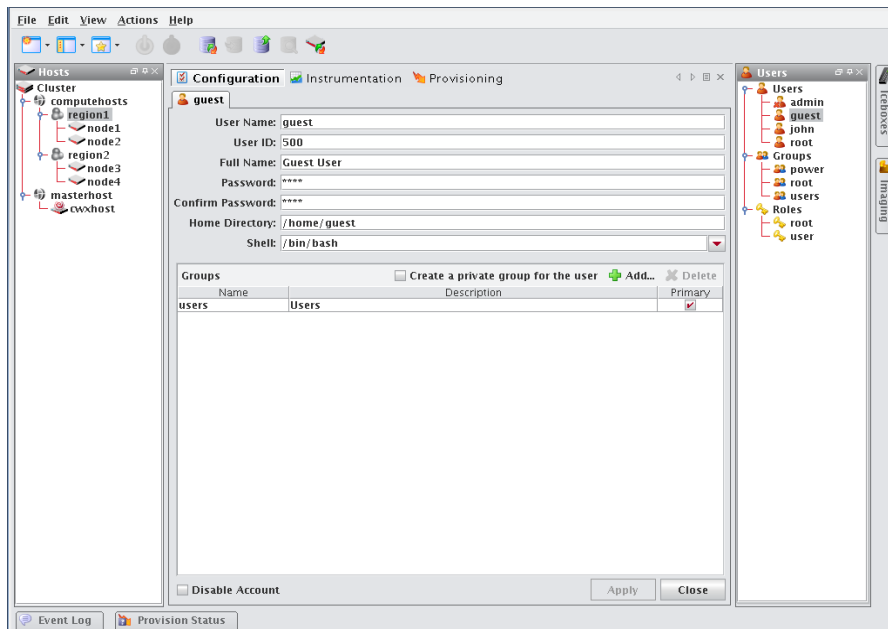 File Edit View Actions Help
Hosts
Cluster
computehosts
region1
node1
node2
region2
node3
node4
masterhost
cwxhost
Configuration Instrumentation Provisioning
guest
User Name: guest
User ID: 500
Full Name: Guest User
Password: ****
Confirm Password: ****
Home Directory: /home/guest
Shell: /bin/bash
Groups Create a private group for the user Add... Delete
Name Description Primary
users Users
Disable Account Apply Close
Users
Users
admin
guest
john
root
Groups
power
root
users
Roles
root
user
Iceboxes
Imaging
Event Log Provision Status